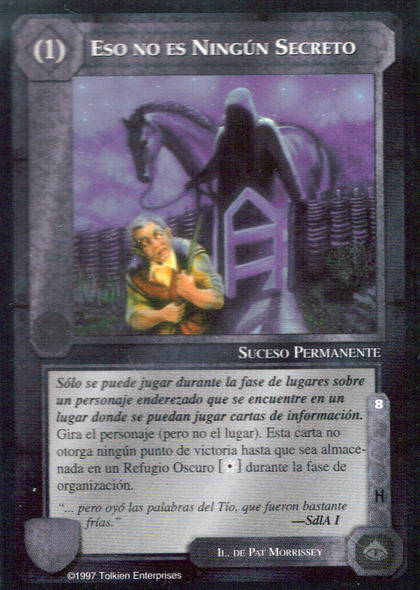 (1)
ESO NO ES NINGÚN SECRETO
SUCESO PERMANENTE
Sólo se puede jugar durante la fase de lugares sobre
un personaje enderezado que se encuentre en un
lugar donde se puedan jugar cartas de información.
Gira el personaje (pero no el lugar). Esta carta no
otorga ningún punto de victoria hasta que sea almace-
nada en un Refugio Oscuro [ ] durante la fase de
organización.
"... pero oyó las palabras del Tío, que fueron bastante
frías."
—SdlA I
8
IL. DE PAT MORRISSEY
©1997 Tolkien Enterprises